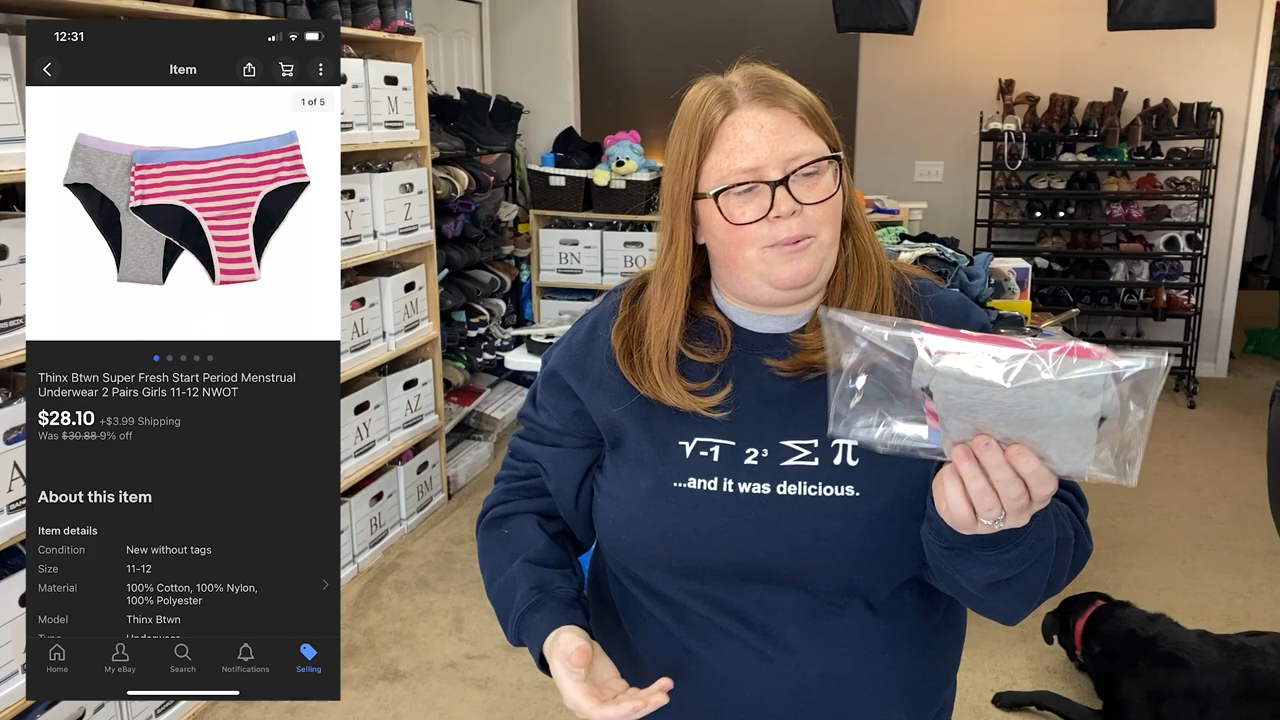 12:31
Item
1 of 5
Thinx Btwn Super Fresh Start Period Menstrual
Underwear 2 Pairs Girls 11-12 NWOT
$28.10 +$3.99 Shipping
Was $30.88 9% off
About this item
Item details
Condition New without tags
Size 11-12
Material 100% Cotton, 100% Nylon,
100% Polyester
Model Thinx Btwn
Type Underwear
Home
My eBay
Search
Notifications
Selling
M
Y
Z
AL
AM
AY
AZ
BL
BM
BN
BO
√-1 2³ Σ π
...and it was delicious.